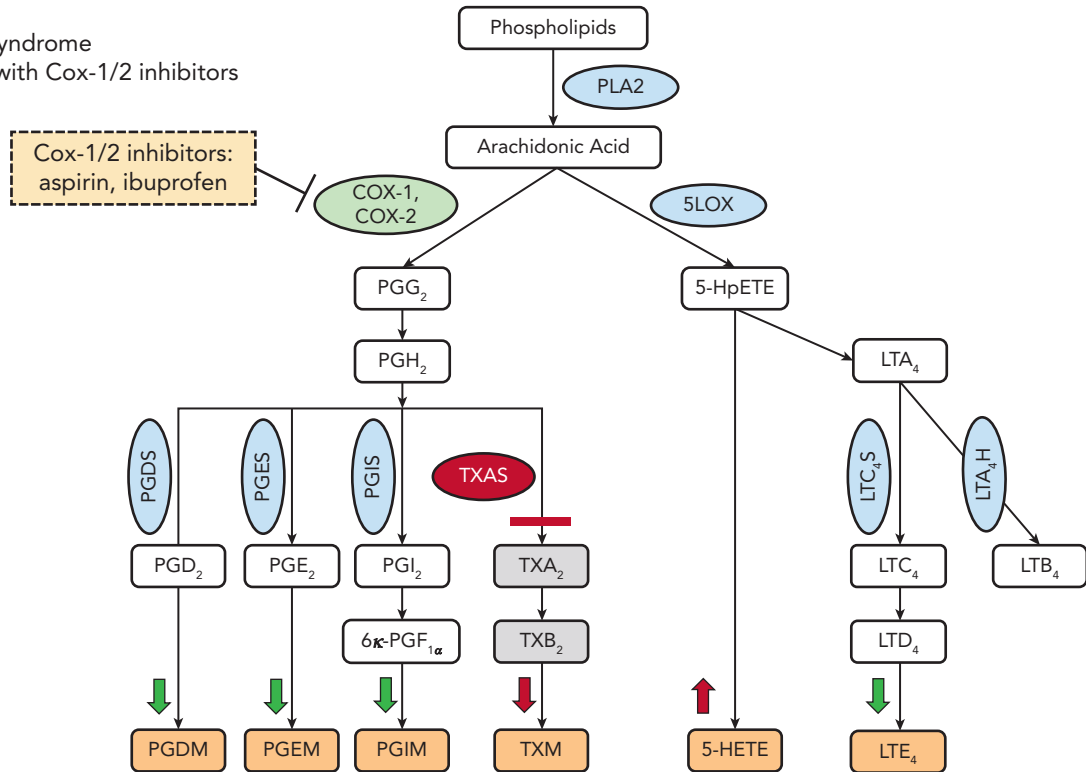 yndrome
with Cox-1/2 inhibitors
Phospholipids
PLA2
Arachidonic Acid
Cox-1/2 inhibitors:
aspirin, ibuprofen
COX-1,
COX-2
5LOX
PGG₂
5-HpETE
PGH₂
LTA₄
PGDS
PGES
PGIS
TXAS
LTC₄S
LTA₄H
PGD₂
PGE₂
PGI₂
TXA₂
LTC₄
LTB₄
6κ-PGF₁α
TXB₂
LTD₄
PGDM
PGEM
PGIM
TXM
5-HETE
LTE₄